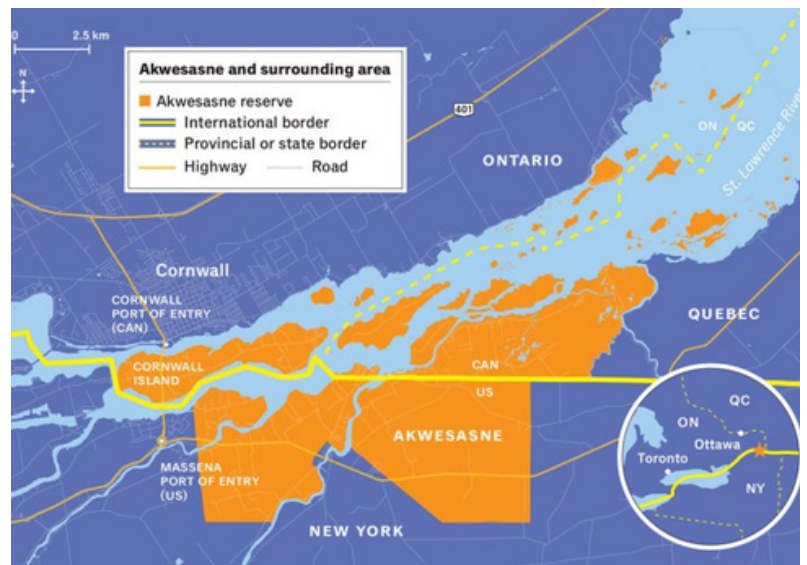 0 2.5 km
N
Akwesasne and surrounding area
Akwesasne reserve
International border
Provincial or state border
Highway Road
401
ONTARIO
ON QC
St. Lawrence River
Cornwall
CORNWALL
PORT OF ENTRY
(CAN)
CORNWALL
ISLAND
QUEBEC
CAN
US
AKWESASNE
MASSENA
PORT OF ENTRY
(US)
NEW YORK
QC
ON
Ottawa
Toronto
NY